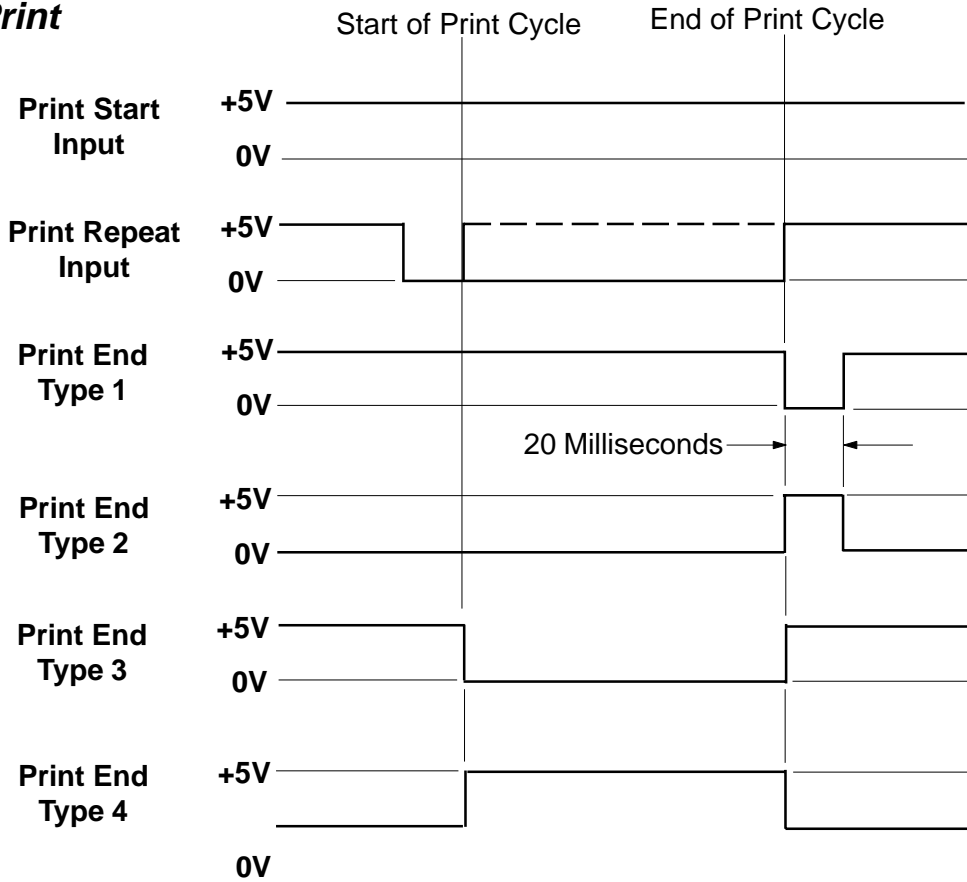 Start of Print Cycle
End of Print Cycle
Print Start
Input
+5V
0V
Print Repeat
Input
+5V
0V
Print End
Type 1
+5V
0V
20 Milliseconds
Print End
Type 2
+5V
0V
Print End
Type 3
+5V
0V
Print End
Type 4
+5V
0V